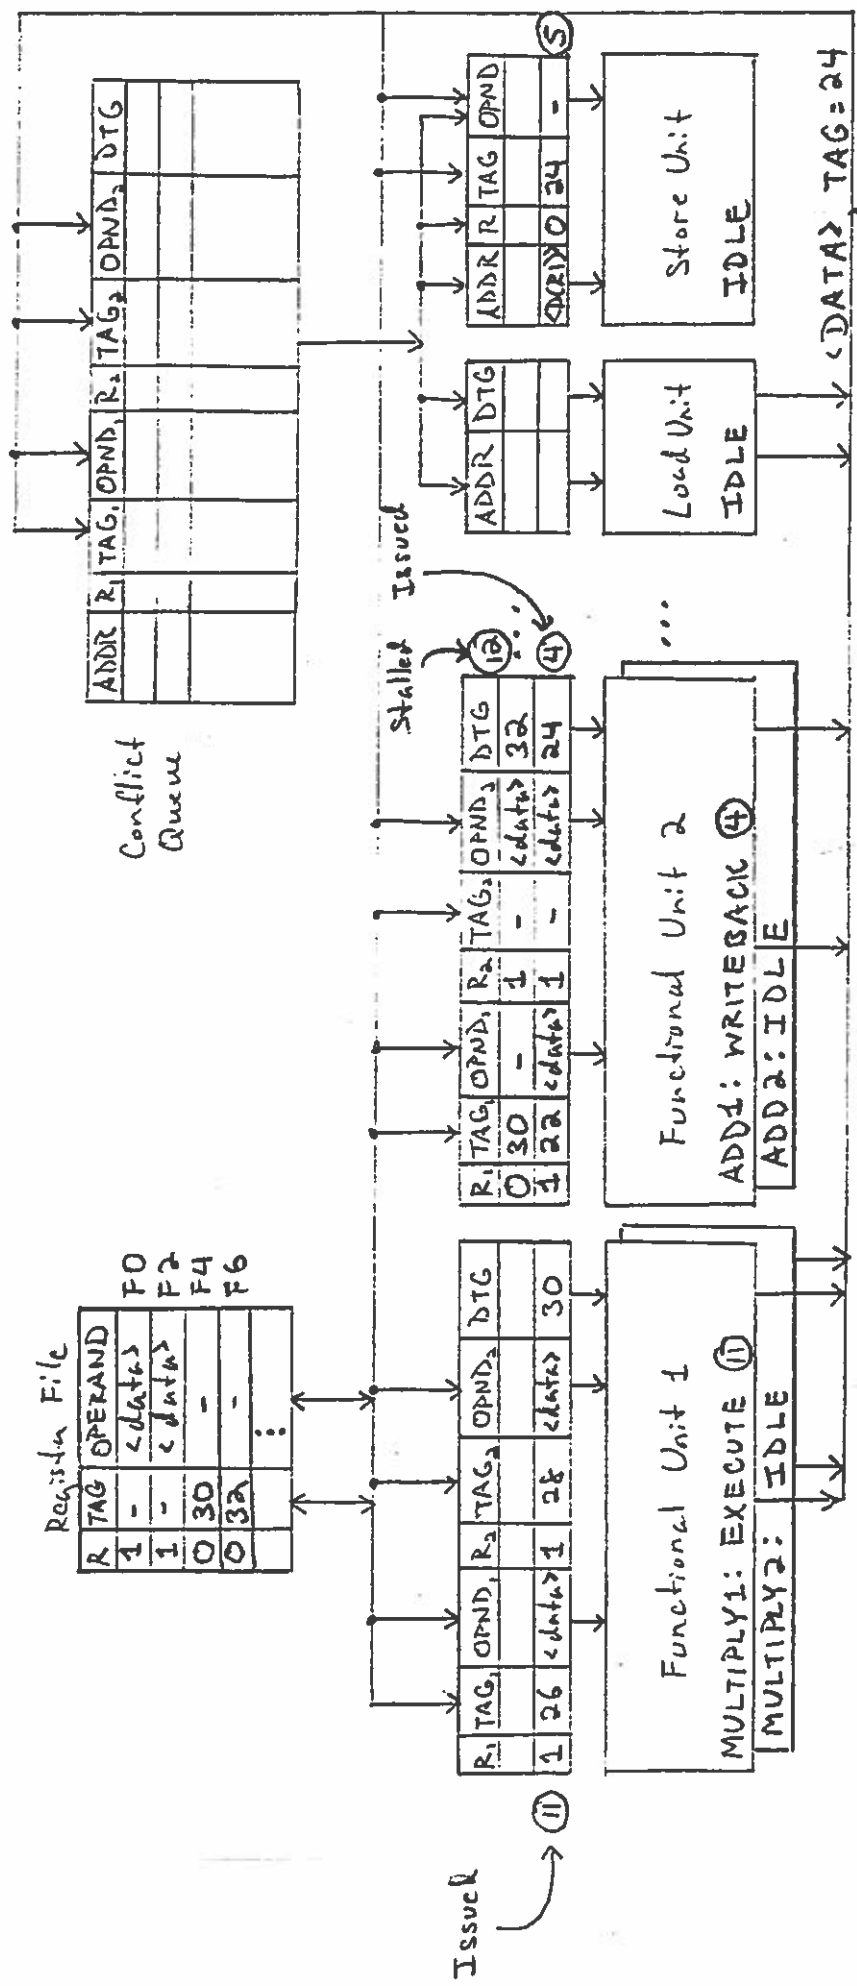 Register File
R TAG OPERAND
1 - <data> F0
1 - <data> F2
0 30 - F4
0 32 - F6
...
Conflict
Queue
ADDR R₁ TAG₁ OPND₁ R₂ TAG₂ OPND₂ DTG
Issued
11
R₁ TAG₁ OPND₁ R₂ TAG₂ OPND₂ DTG
1 26 <data> 1 28 <data> 30
Functional Unit 1
MULTIPLY1: EXECUTE 11
MULTIPLY2: IDLE
Stalled
Issued
R₁ TAG₁ OPND₁ R₂ TAG₂ OPND₂ DTG
0 30 - 1 - <data> 32 12
...
1 22 <data> 1 - <data> 24 4
Functional Unit 2
ADD1: WRITEBACK 4
ADD2: IDLE
...
ADDR DTG
Load Unit
IDLE
ADDR R TAG OPND
<D(R1)> 0 24 - 5
Store Unit
IDLE
<DATA> TAG=24